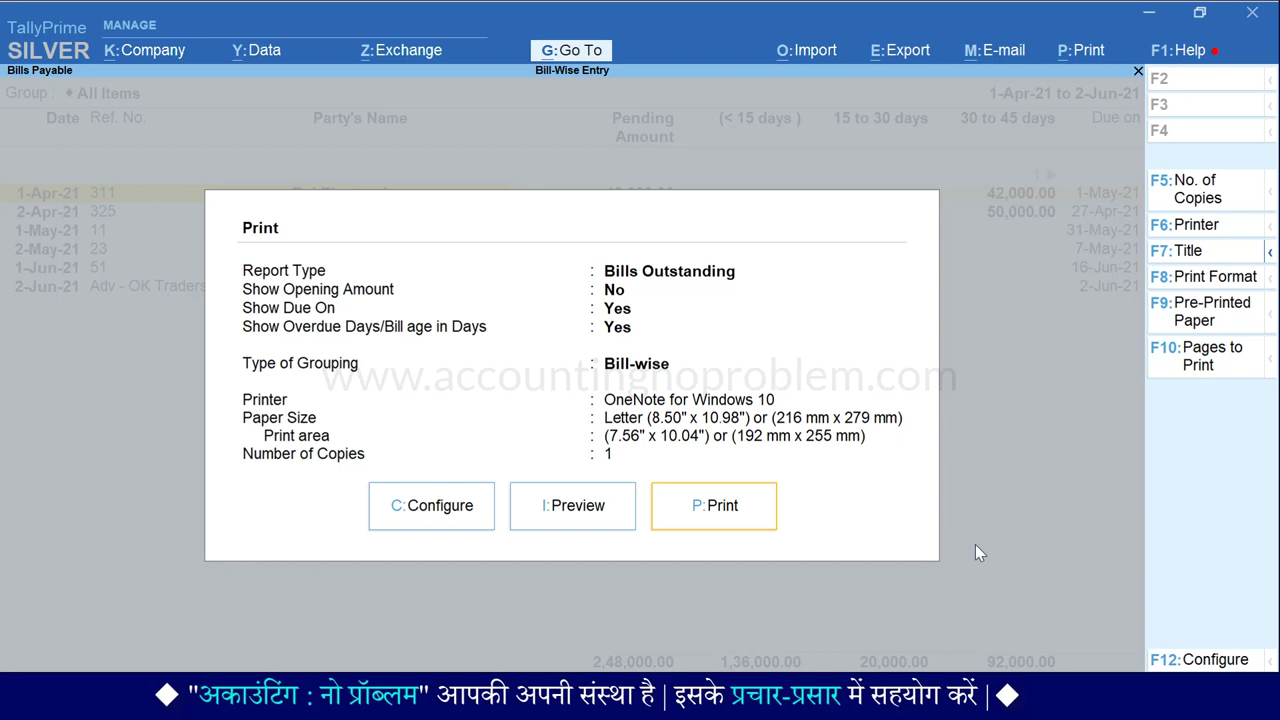 TallyPrime
MANAGE
SILVER
K:Company
Y:Data
Z:Exchange
G:Go To
O:Import
E:Export
M:E-mail
P:Print
F1:Help
Bills Payable
Bill-Wise Entry
Group : ♦ All Items
1-Apr-21 to 2-Jun-21
Date Ref. No. Party's Name Pending Amount (< 15 days ) 15 to 30 days 30 to 45 days Due on
1-Apr-21 311 42,000.00 1-May-21
2-Apr-21 325 50,000.00 27-Apr-21
1-May-21 11 31-May-21
2-May-21 23 7-May-21
1-Jun-21 51 16-Jun-21
2-Jun-21 Adv - OK Traders 2-Jun-21
Print
Report Type : Bills Outstanding
Show Opening Amount : No
Show Due On : Yes
Show Overdue Days/Bill age in Days : Yes
Type of Grouping : Bill-wise
www.accountingnoproblem.com
Printer : OneNote for Windows 10
Paper Size : Letter (8.50" x 10.98") or (216 mm x 279 mm)
Print area : (7.56" x 10.04") or (192 mm x 255 mm)
Number of Copies : 1
C:Configure
I:Preview
P:Print
2,48,000.00 1,36,000.00 20,000.00 92,000.00
F2
F3
F4
F5:No. of
Copies
F6:Printer
F7:Title
F8:Print Format
F9:Pre-Printed
Paper
F10:Pages to
Print
F12:Configure
◆ "अकाउंटिंग : नो प्रॉब्लम" आपकी अपनी संस्था है | इसके प्रचार-प्रसार में सहयोग करें |◆